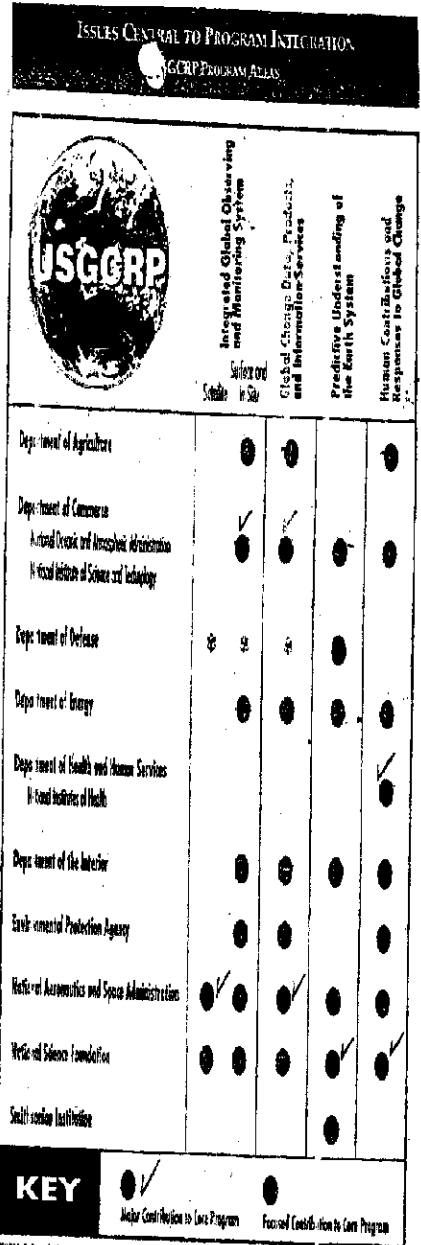 ISSUES CENTRAL TO PROGRAM INTEGRATION
GCRP PROGRAM AREAS
USGCRP
Integrated Global Observing
and Monitoring System
Satellite
Surface and
In Situ
Global Change Data, Products,
and Information Services
Predictive Understanding of
the Earth System
Human Contributions and
Responses to Global Change
Department of Agriculture
Department of Commerce
National Oceanic and Atmospheric Administration
National Institute of Science and Technology
Department of Defense
Department of Energy
Department of Health and Human Services
National Institutes of Health
Department of the Interior
Environmental Protection Agency
National Aeronautics and Space Administration
National Science Foundation
Smithsonian Institution
KEY
Major Contribution to Core Program
Focused Contribution to Core Program